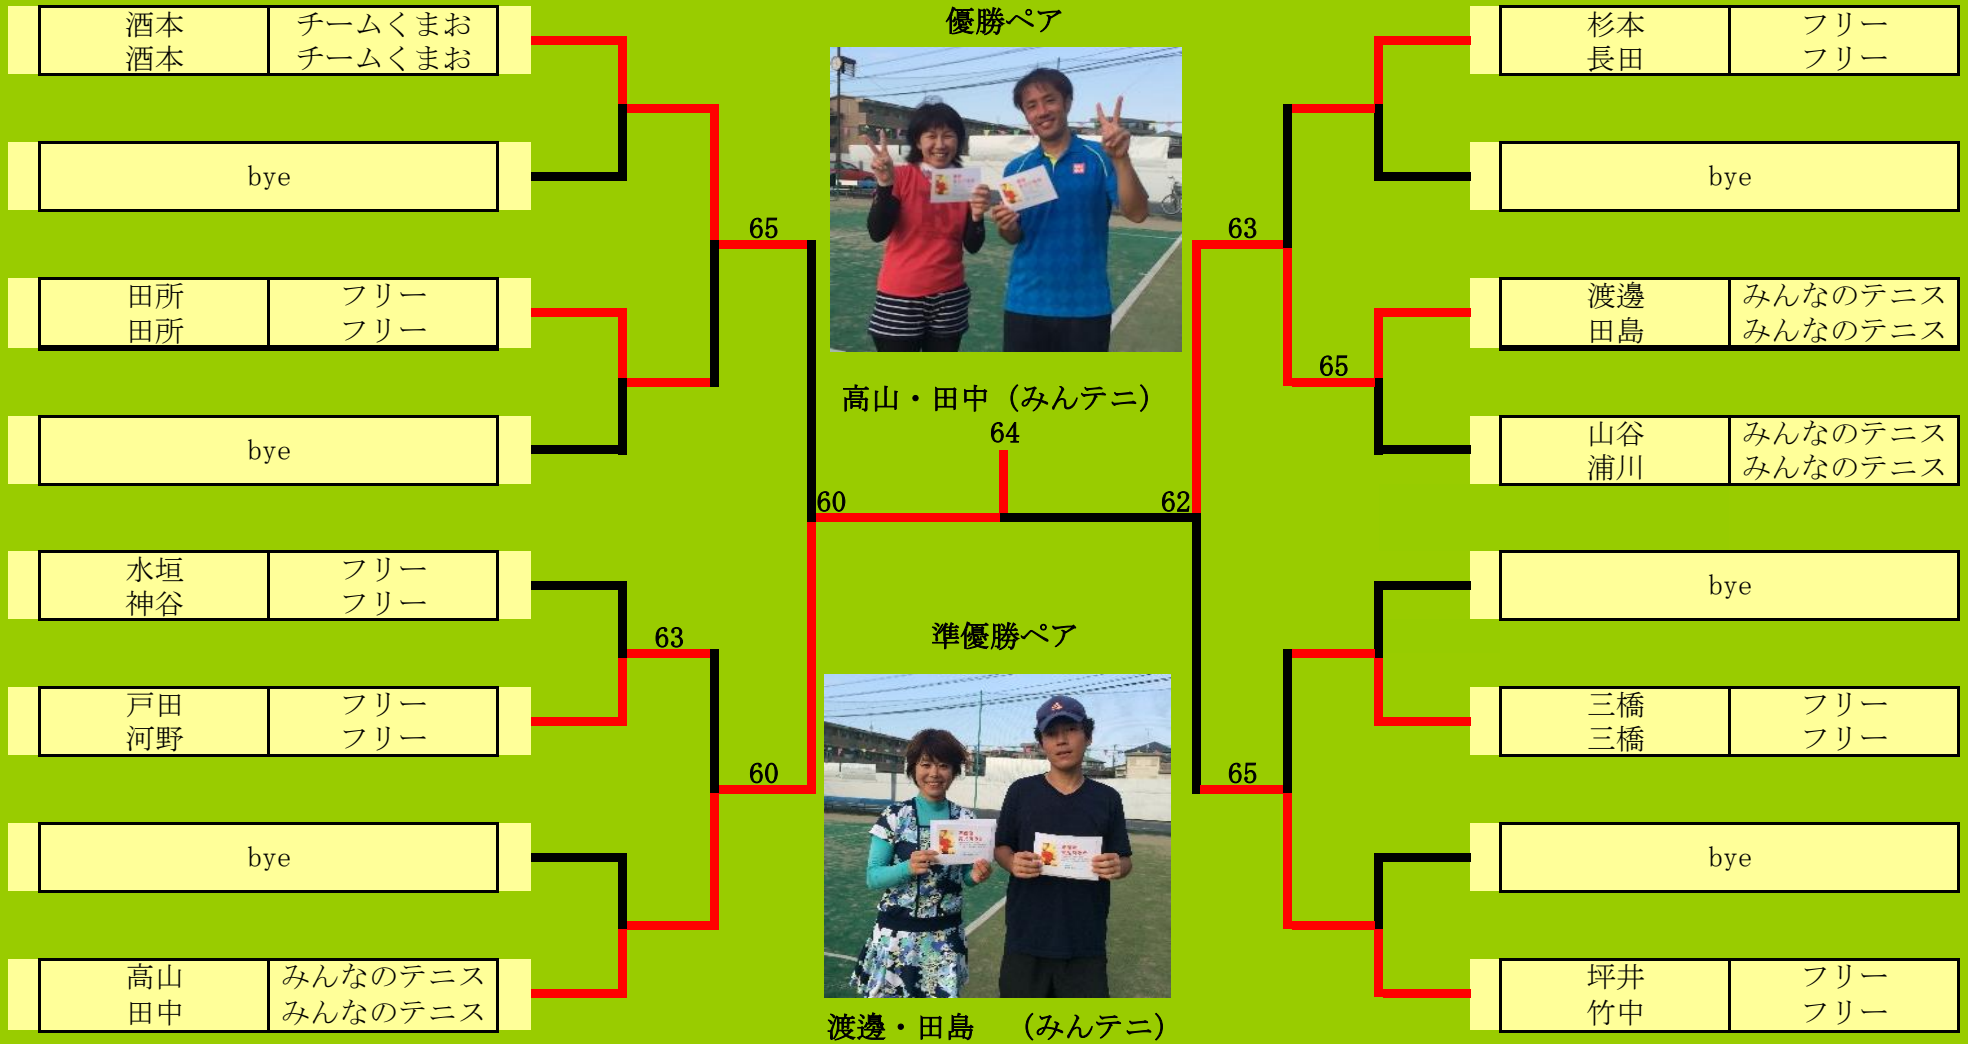 酒本 チームくまお
酒本 チームくまお
bye
田所 フリー
田所 フリー
bye
水垣 フリー
神谷 フリー
戸田 フリー
河野 フリー
bye
高山 みんなのテニス
田中 みんなのテニス
65
63
60
60
優勝ペア
高山・田中（みんテニ）
64
準優勝ペア
渡邊・田島　（みんテニ）
63
65
62
65
杉本 フリー
長田 フリー
bye
渡邊 みんなのテニス
田島 みんなのテニス
山谷 みんなのテニス
浦川 みんなのテニス
bye
三橋 フリー
三橋 フリー
bye
坪井 フリー
竹中 フリー